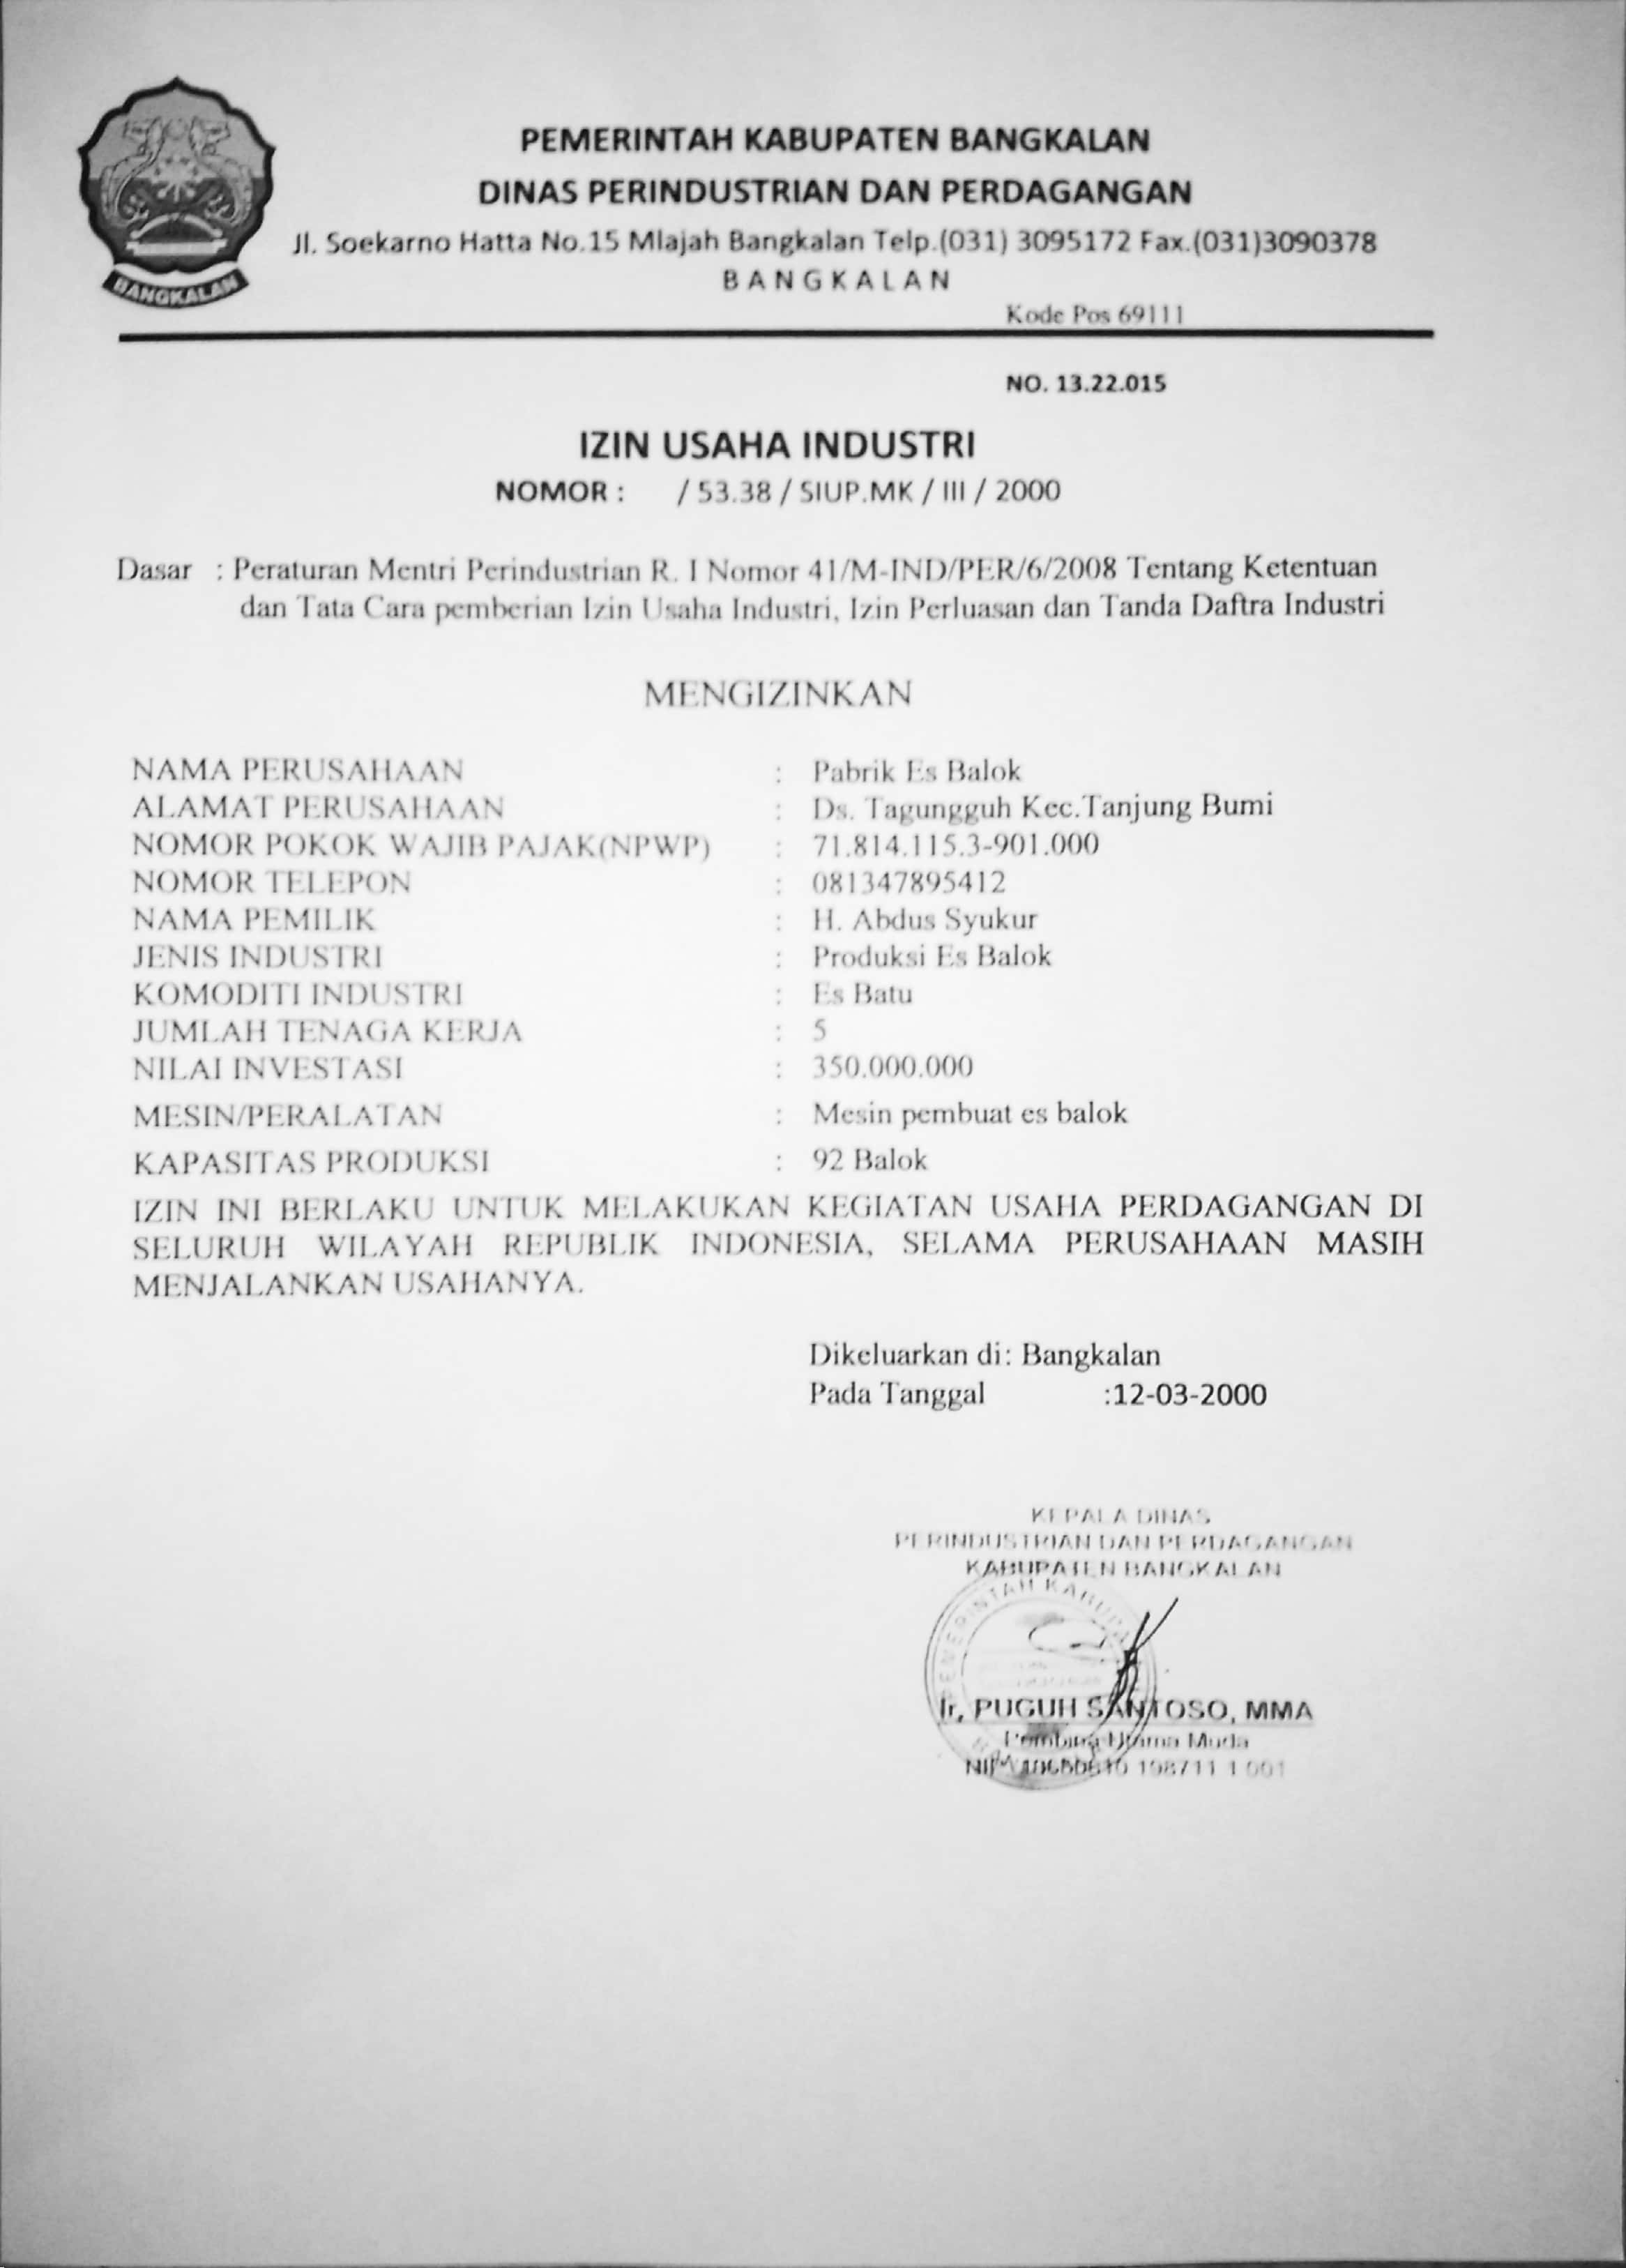 BANGKALAN
PEMERINTAH KABUPATEN BANGKALAN
DINAS PERINDUSTRIAN DAN PERDAGANGAN
Jl. Soekarno Hatta No.15 Mlajah Bangkalan Telp.(031) 3095172 Fax.(031)3090378
BANGKALAN
Kode Pos 69111
NO. 13.22.015
IZIN USAHA INDUSTRI
NOMOR : / 53.38 / SIUP.MK / III / 2000
Dasar : Peraturan Mentri Perindustrian R. I Nomor 41/M-IND/PER/6/2008 Tentang Ketentuan
dan Tata Cara pemberian Izin Usaha Industri, Izin Perluasan dan Tanda Daftra Industri
MENGIZINKAN
NAMA PERUSAHAAN : Pabrik Es Balok
ALAMAT PERUSAHAAN : Ds. Tagungguh Kec.Tanjung Bumi
NOMOR POKOK WAJIB PAJAK(NPWP) : 71.814.115.3-901.000
NOMOR TELEPON : 081347895412
NAMA PEMILIK : H. Abdus Syukur
JENIS INDUSTRI : Produksi Es Balok
KOMODITI INDUSTRI : Es Batu
JUMLAH TENAGA KERJA : 5
NILAI INVESTASI : 350.000.000
MESIN/PERALATAN : Mesin pembuat es balok
KAPASITAS PRODUKSI : 92 Balok
IZIN INI BERLAKU UNTUK MELAKUKAN KEGIATAN USAHA PERDAGANGAN DI
SELURUH WILAYAH REPUBLIK INDONESIA, SELAMA PERUSAHAAN MASIH
MENJALANKAN USAHANYA.
Dikeluarkan di: Bangkalan
Pada Tanggal :12-03-2000
KEPALA DINAS
PERINDUSTRIAN DAN PERDAGANGAN
KABUPATEN BANGKALAN
PEMERINTAH
Ir, PUGUH SANTOSO, MMA
Pembina Utama Muda
NIP